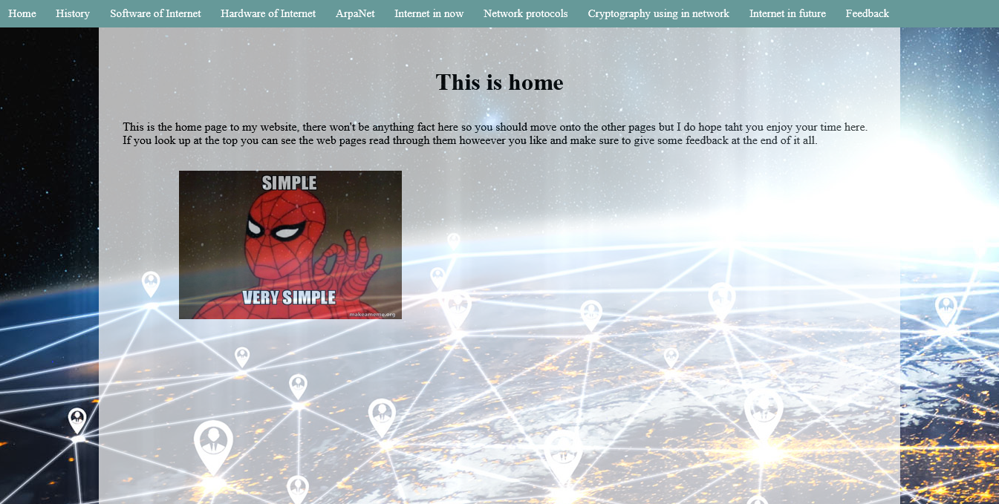 Home History Software of Internet Hardware of Internet ArpaNet Internet in now Network protocols Cryptography using in network Internet in future Feedback
This is home
This is the home page to my website, there won't be anything fact here so you should move onto the other pages but I do hope taht you enjoy your time here.
If you look up at the top you can see the web pages read through them howeever you like and make sure to give some feedback at the end of it all.
SIMPLE
VERY SIMPLE
makeameme.org